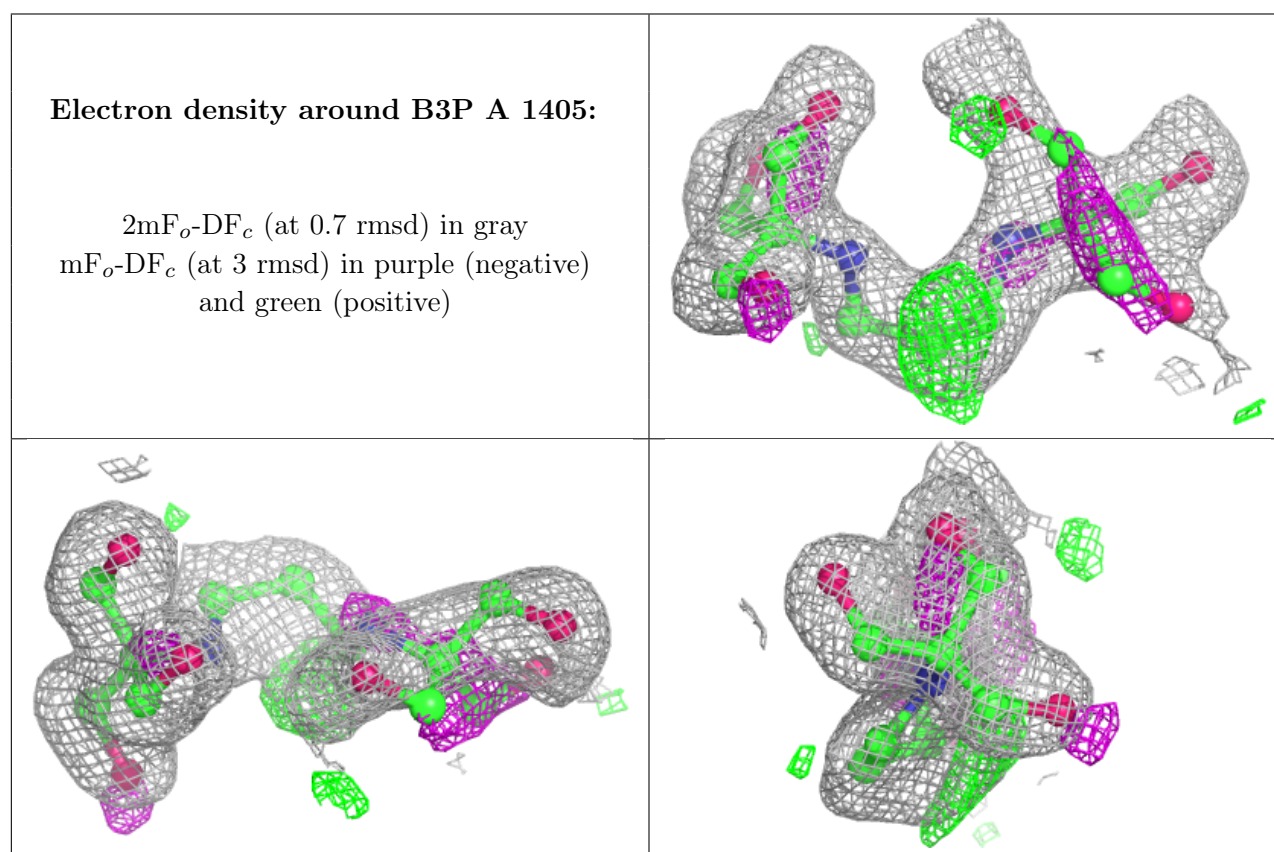 Electron density around B3P A 1405:
2mFo-DFc (at 0.7 rmsd) in gray
mFo-DFc (at 3 rmsd) in purple (negative)
and green (positive)